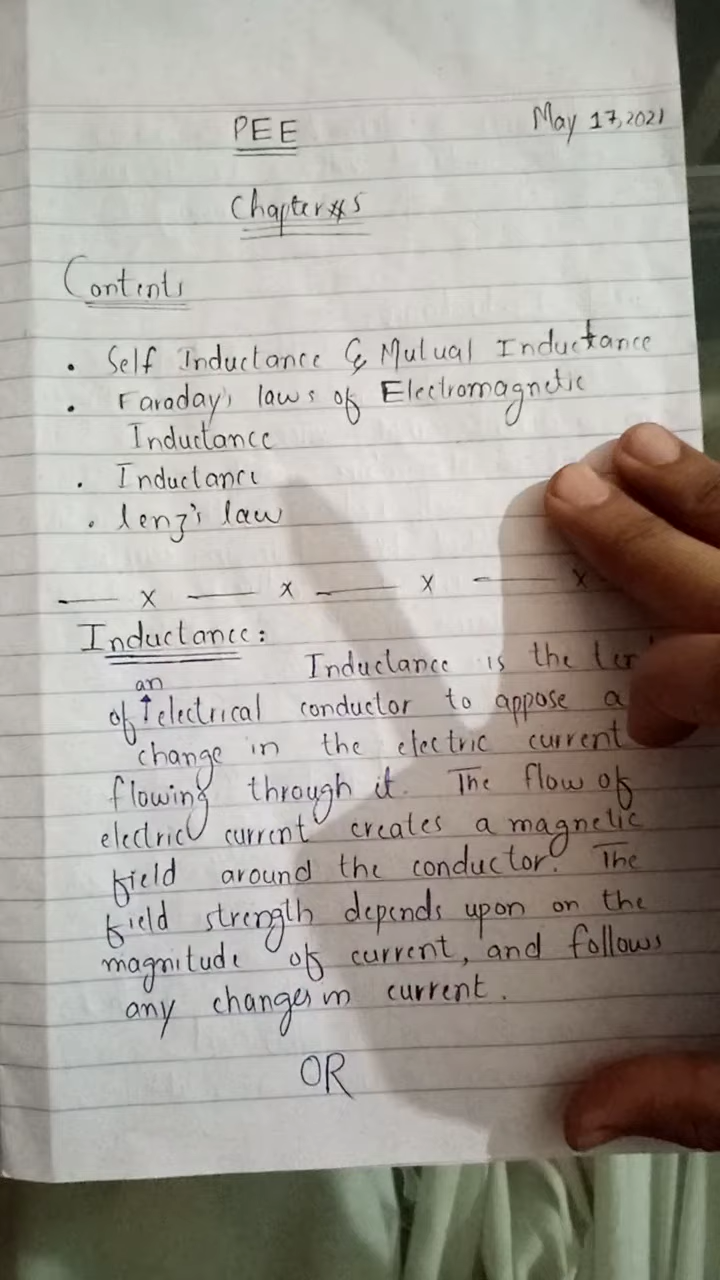 PEE
May 17, 2021
Chapter #5
Contents
• Self Inductance & Mutual Inductance
• Faraday's laws of Electromagnetic
Inductance
• Inductance
• lenz's law
— x — x — x — x
Inductance:
Inductance is the
an
of ↑ electrical conductor to appose a
change in the electric current
flowing through it. The flow of
electric current creates a magnetic
field around the conductor. The
field strength depends upon on the
magnitude of current, and follows
any changes in current.
OR